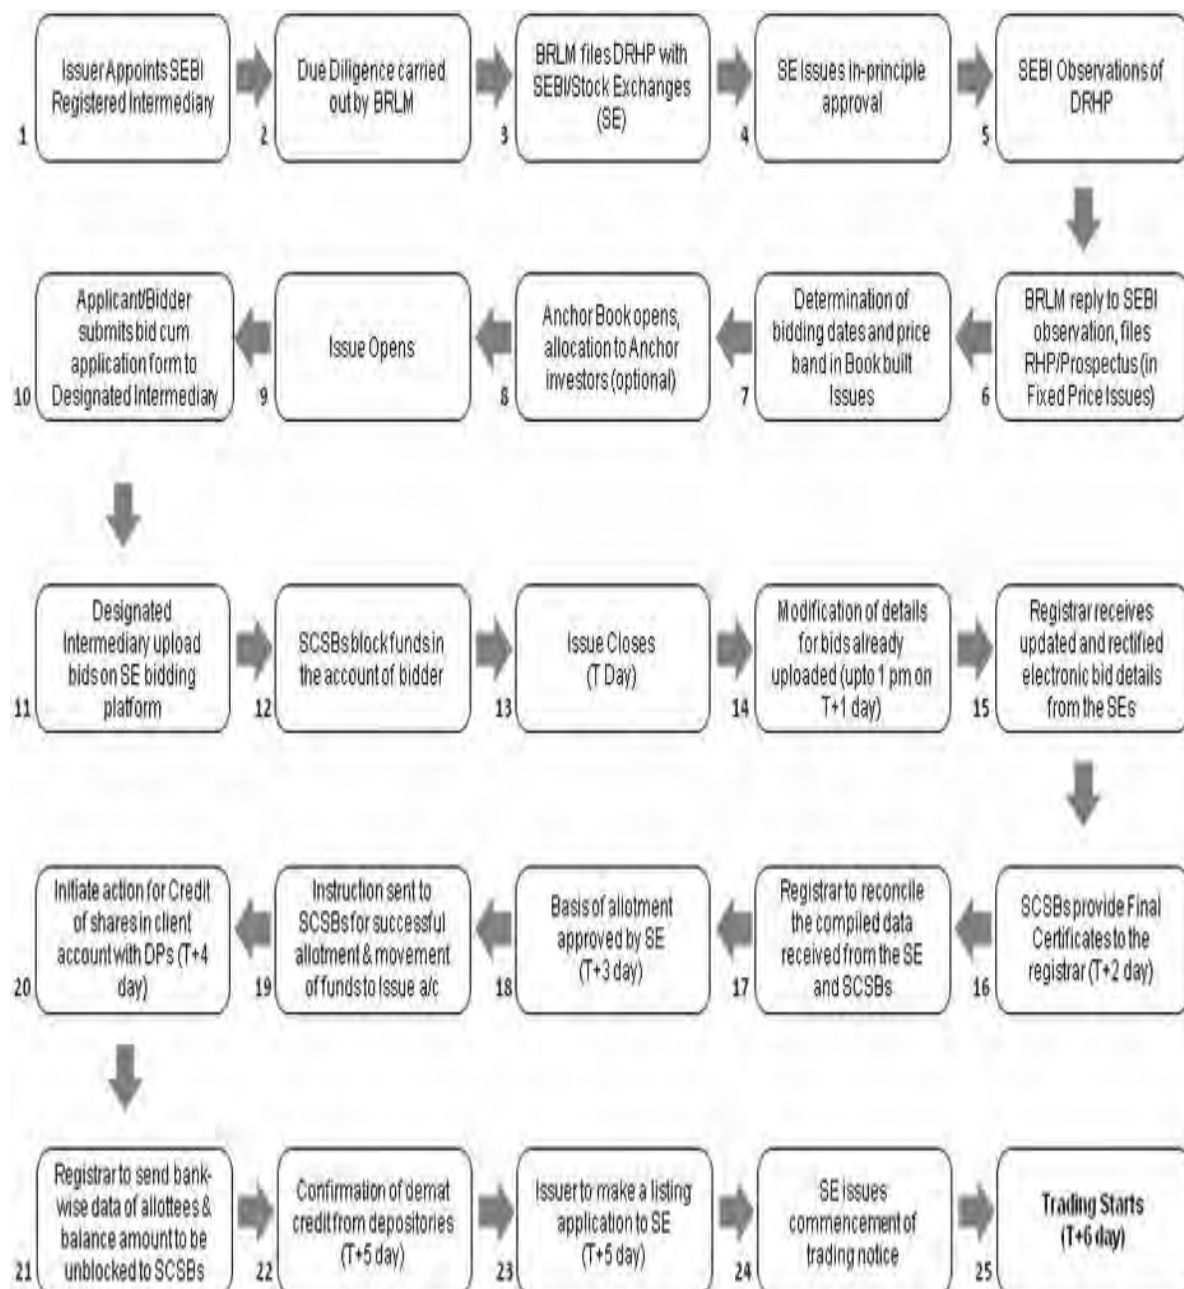 Issuer Appoints SEBI
Registered Intermediary
1
Due Diligence carried
out by BRLM
2
BRLM files DRHP with
SEBI/Stock Exchanges
(SE)
3
SE Issues in-principle
approval
4
SEBI Observations of
DRHP
5
BRLM reply to SEBI
observation, files
RHP/Prospectus (in
Fixed Price Issues)
6
Determination of
bidding dates and price
band in Book built
Issues
7
Anchor Book opens,
allocation to Anchor
investors (optional)
8
Issue Opens
9
Applicant/Bidder
submits bid cum
application form to
Designated Intermediary
10
Designated
Intermediary upload
bids on SE bidding
platform
11
SCSBs block funds in
the account of bidder
12
Issue Closes
(T Day)
13
Modification of details
for bids already
uploaded (upto 1 pm on
T+1 day)
14
Registrar receives
updated and rectified
electronic bid details
from the SEs
15
SCSBs provide Final
Certificates to the
registrar (T+2 day)
16
Registrar to reconcile
the compiled data
received from the SE
and SCSBs
17
Basis of allotment
approved by SE
(T+3 day)
18
Instruction sent to
SCSBs for successful
allotment & movement
of funds to Issue a/c
19
Initiate action for Credit
of shares in client
account with DPs (T+4
day)
20
Registrar to send bank-
wise data of allottees &
balance amount to be
unblocked to SCSBs
21
Confirmation of demat
credit from depositories
(T+5 day)
22
Issuer to make a listing
application to SE
(T+5 day)
23
SE Issues
commencement of
trading notice
24
Trading Starts
(T+6 day)
25